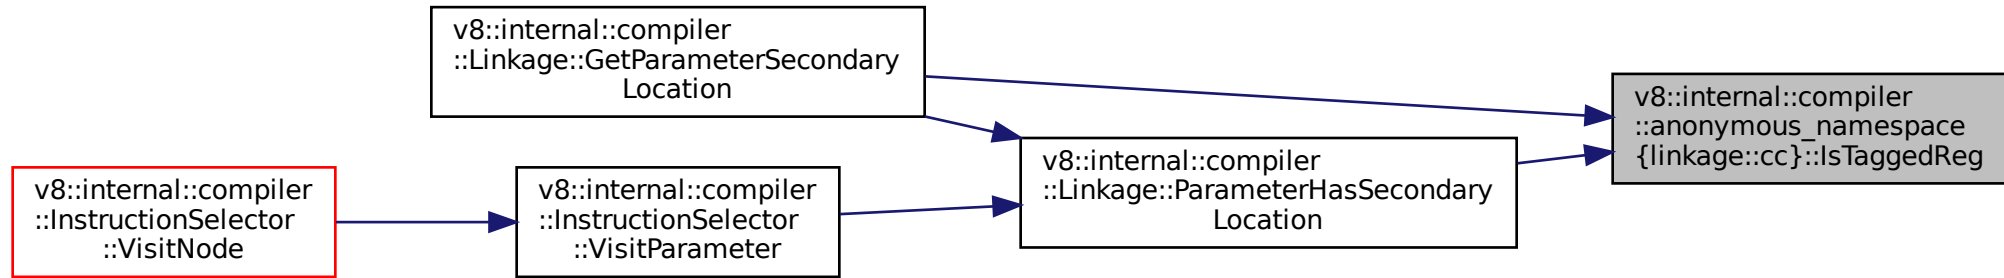 v8::internal::compiler
::Linkage::GetParameterSecondary
Location
v8::internal::compiler
::anonymous_namespace
{linkage::cc}::IsTaggedReg
v8::internal::compiler
::Linkage::ParameterHasSecondary
Location
v8::internal::compiler
::InstructionSelector
::VisitNode
v8::internal::compiler
::InstructionSelector
::VisitParameter